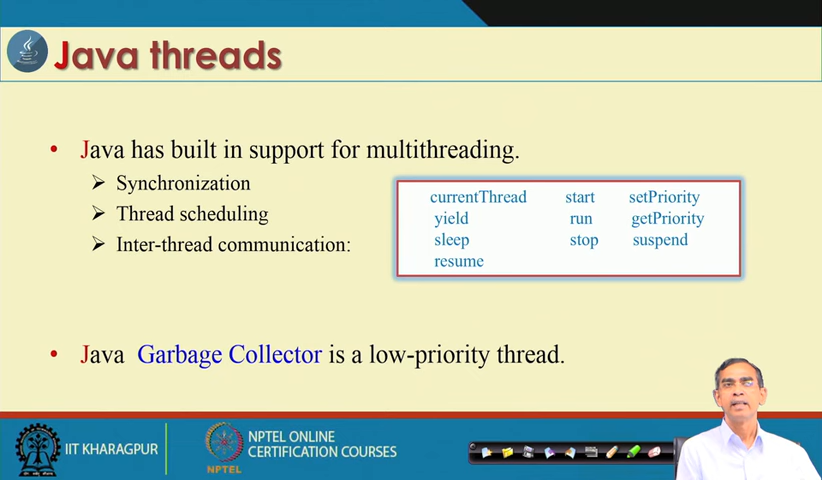 Java threads
• Java has built in support for multithreading.
➢ Synchronization
➢ Thread scheduling
➢ Inter-thread communication:
currentThread start setPriority
yield run getPriority
sleep stop suspend
resume
• Java Garbage Collector is a low-priority thread.
IIT KHARAGPUR
NPTEL
NPTEL ONLINE
CERTIFICATION COURSES